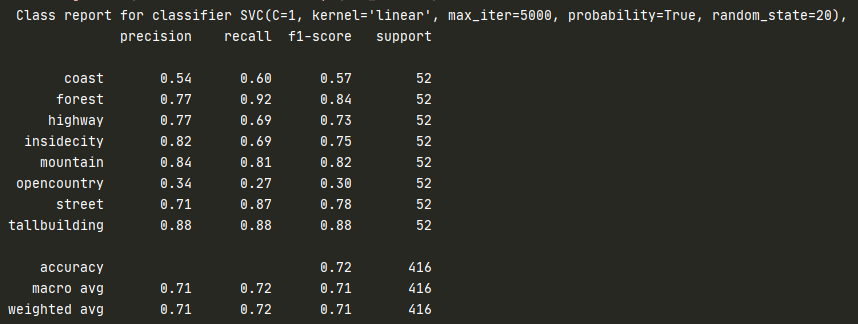 Class report for classifier SVC(C=1, kernel='linear', max_iter=5000, probability=True, random_state=20),
precision recall f1-score support
coast 0.54 0.60 0.57 52
forest 0.77 0.92 0.84 52
highway 0.77 0.69 0.73 52
insidecity 0.82 0.69 0.75 52
mountain 0.84 0.81 0.82 52
opencountry 0.34 0.27 0.30 52
street 0.71 0.87 0.78 52
tallbuilding 0.88 0.88 0.88 52
accuracy 0.72 416
macro avg 0.71 0.72 0.71 416
weighted avg 0.71 0.72 0.71 416